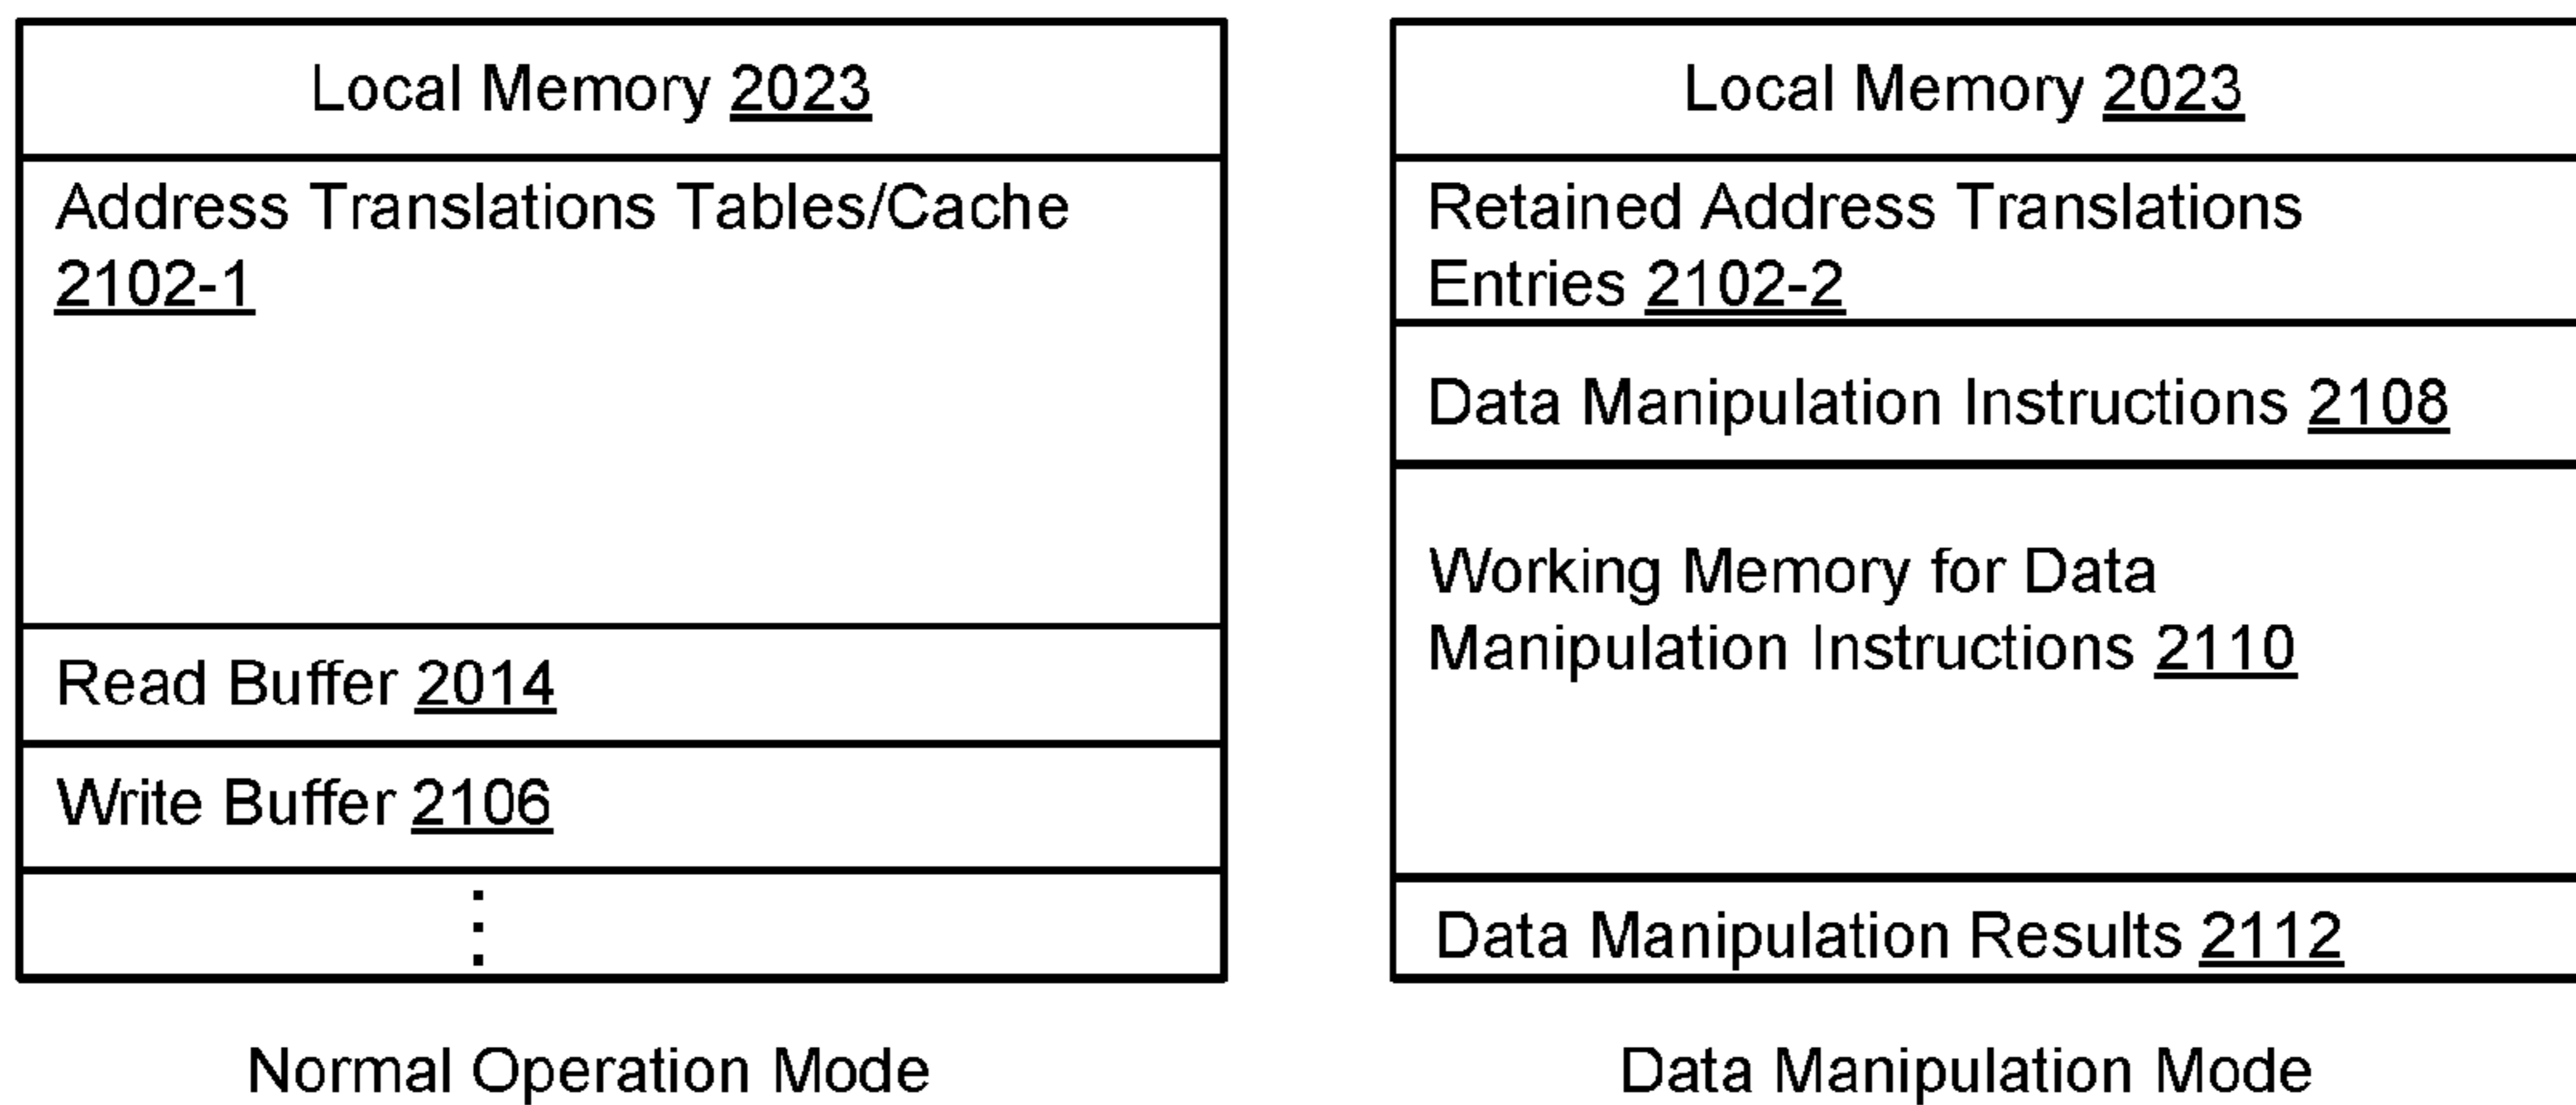 Local Memory 2023
Address Translations Tables/Cache
2102-1
Read Buffer 2014
Write Buffer 2106
Normal Operation Mode
Local Memory 2023
Retained Address Translations
Entries 2102-2
Data Manipulation Instructions 2108
Working Memory for Data
Manipulation Instructions 2110
Data Manipulation Results 2112
Data Manipulation Mode